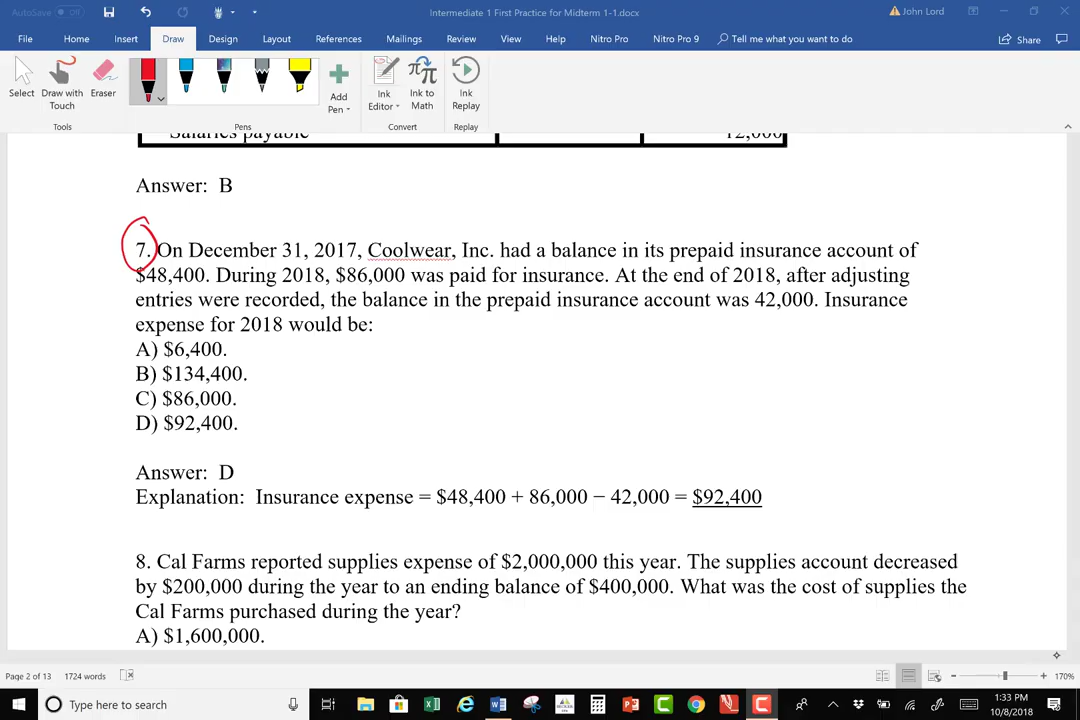 AutoSave Off
Intermediate 1 First Practice for Midterm 1-1.docx
John Lord
File Home Insert Draw Design Layout References Mailings Review View Help Nitro Pro Nitro Pro 9 Tell me what you want to do Share
Select Draw with Touch Eraser Add Pen Ink Editor Ink to Math Ink Replay
Tools Pens Convert Replay
Salaries payable 12,000
Answer: B
7. On December 31, 2017, Coolwear, Inc. had a balance in its prepaid insurance account of
$48,400. During 2018, $86,000 was paid for insurance. At the end of 2018, after adjusting
entries were recorded, the balance in the prepaid insurance account was 42,000. Insurance
expense for 2018 would be:
A) $6,400.
B) $134,400.
C) $86,000.
D) $92,400.
Answer: D
Explanation: Insurance expense = $48,400 + 86,000 − 42,000 = $92,400
8. Cal Farms reported supplies expense of $2,000,000 this year. The supplies account decreased
by $200,000 during the year to an ending balance of $400,000. What was the cost of supplies the
Cal Farms purchased during the year?
A) $1,600,000.
Page 2 of 13 1724 words 170%
Type here to search
1:33 PM
10/8/2018